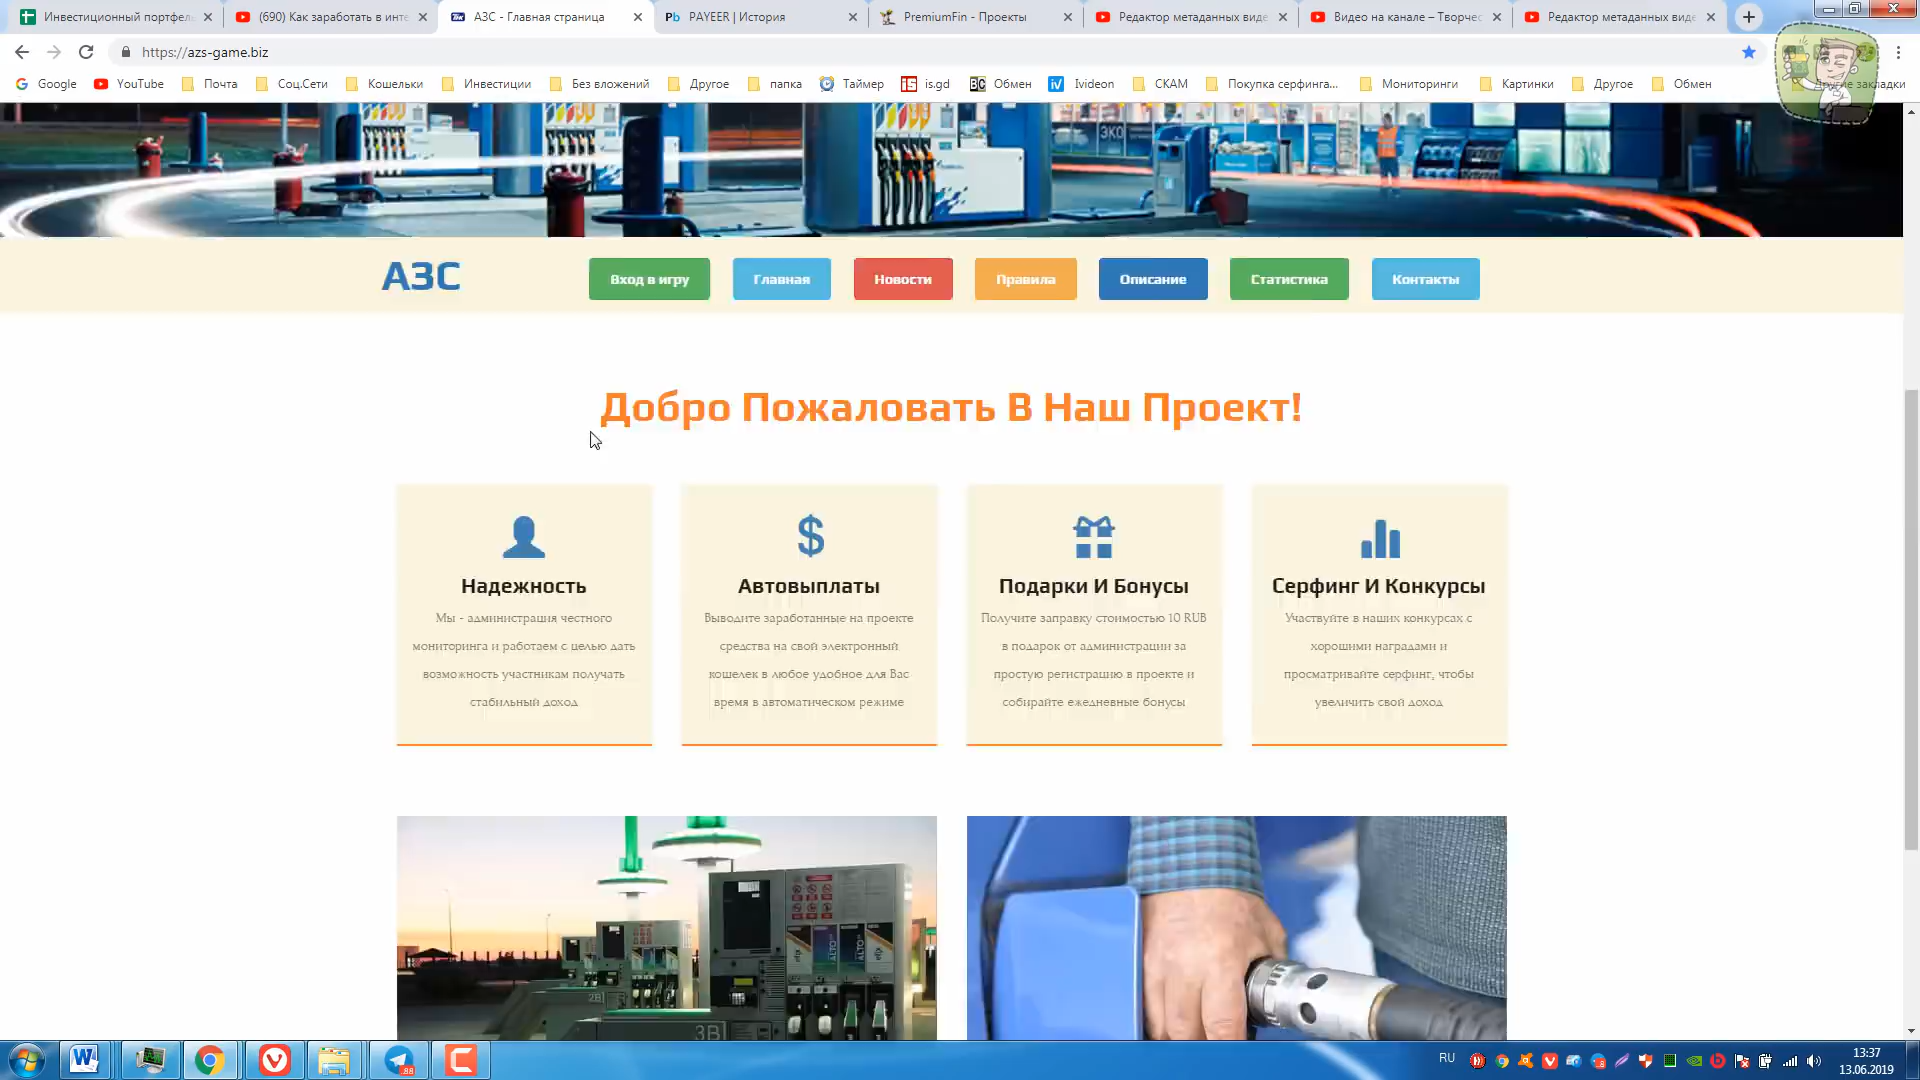 Инвестиционный портфел
(690) Как заработать в инте
АЗС - Главная страница
PAYEER | История
PremiumFin - Проекты
Редактор метаданных виде
Видео на канале – Творчес
Редактор метаданных виде
https://azs-game.biz
Google
YouTube
Почта
Соц.Сети
Кошельки
Инвестиции
Без вложений
Другое
папка
Таймер
is.gd
Обмен
Ivideon
СКАМ
Покупка серфинга...
Мониторинги
Картинки
Другое
Обмен
Другие закладки
ЭКО
АЗС
Вход в игру
Главная
Новости
Правила
Описание
Статистика
Контакты
Добро Пожаловать В Наш Проект!
Надежность
Мы - администрация честного
мониторинга и работаем с целью дать
возможность участникам получать
стабильный доход
Автовыплаты
Выводите заработанные на проекте
средства на свой электронный
кошелек в любое удобное для Вас
время в автоматическом режиме
Подарки И Бонусы
Получите заправку стоимостью 10 RUB
в подарок от администрации за
простую регистрацию в проекте и
собирайте ежедневные бонусы
Серфинг И Конкурсы
Участвуйте в наших конкурсах с
хорошими наградами и
просматривайте серфинг, чтобы
увеличить свой доход
2B
3B
RU
13:37
13.06.2019